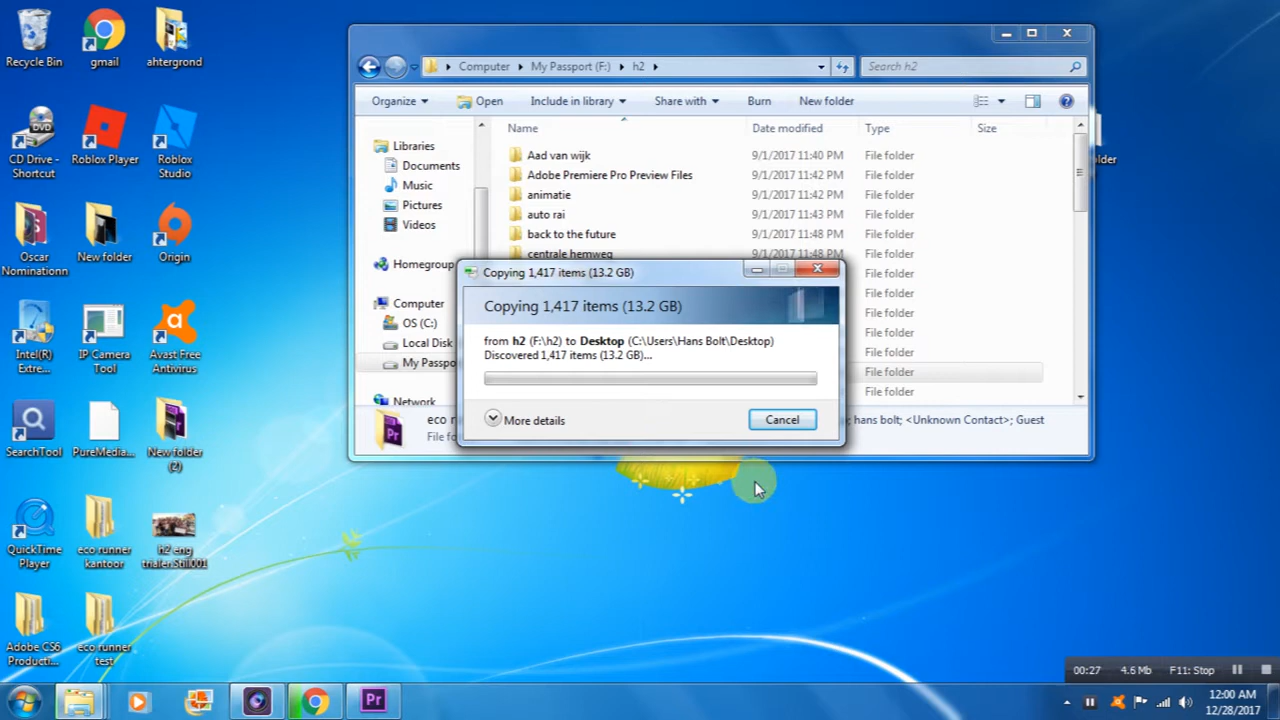 Recycle Bin
gmail
ahtergrond
CD Drive - Shortcut
Roblox Player
Roblox Studio
Oscar Nominationn
New folder
Origin
Intel(R) Extre...
IP Camera Tool
Avast Free Antivirus
SearchTool
PureMedia...
New folder (2)
QuickTime Player
eco runner kantoor
h2 eng trialer.Still001
Adobe CS6 Producti...
eco runner test
Computer
My Passport (F:)
h2
Search h2
Organize
Open
Include in library
Share with
Burn
New folder
Name
Date modified
Type
Size
Libraries
Documents
Music
Pictures
Videos
Homegroup
Computer
OS (C:)
Local Disk
My Passpo
Network
Aad van wijk 9/1/2017 11:40 PM File folder
Adobe Premiere Pro Preview Files 9/1/2017 11:42 PM File folder
animatie 9/1/2017 11:42 PM File folder
auto rai 9/1/2017 11:43 PM File folder
back to the future 9/1/2017 11:48 PM File folder
centrale hemweg 9/1/2017 11:48 PM File folder
File folder
File folder
File folder
File folder
File folder
File folder
File folder
Copying 1,417 items (13.2 GB)
Copying 1,417 items (13.2 GB)
from h2 (F:\h2) to Desktop (C:\Users\Hans Bolt\Desktop)
Discovered 1,417 items (13.2 GB)...
More details
Cancel
eco r
; hans bolt; <Unknown Contact>; Guest
File fo
older
Pr
00:27
4.6 Mb
F11: Stop
12:00 AM
12/28/2017